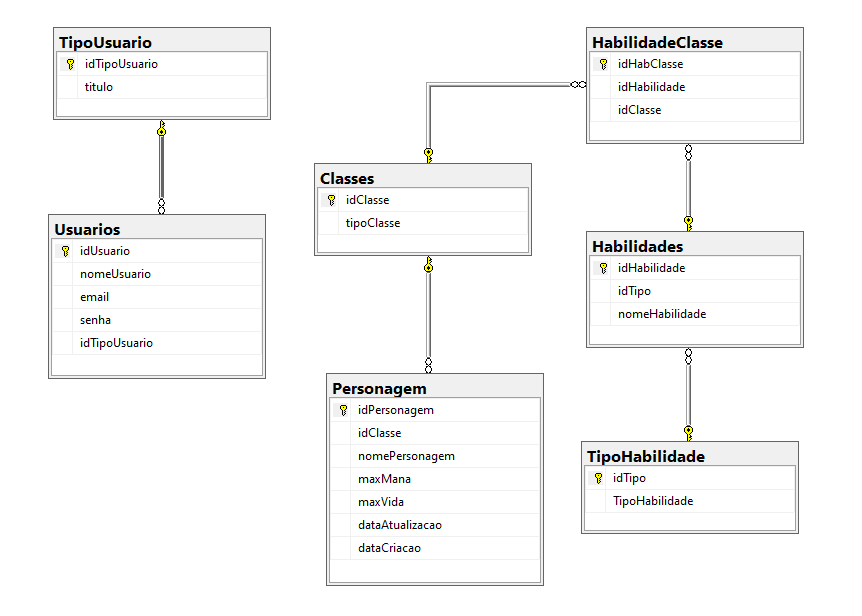 TipoUsuario
idTipoUsuario
titulo
Usuarios
idUsuario
nomeUsuario
email
senha
idTipoUsuario
Classes
idClasse
tipoClasse
Personagem
idPersonagem
idClasse
nomePersonagem
maxMana
maxVida
dataAtualizacao
dataCriacao
HabilidadeClasse
idHabClasse
idHabilidade
idClasse
Habilidades
idHabilidade
idTipo
nomeHabilidade
TipoHabilidade
idTipo
TipoHabilidade